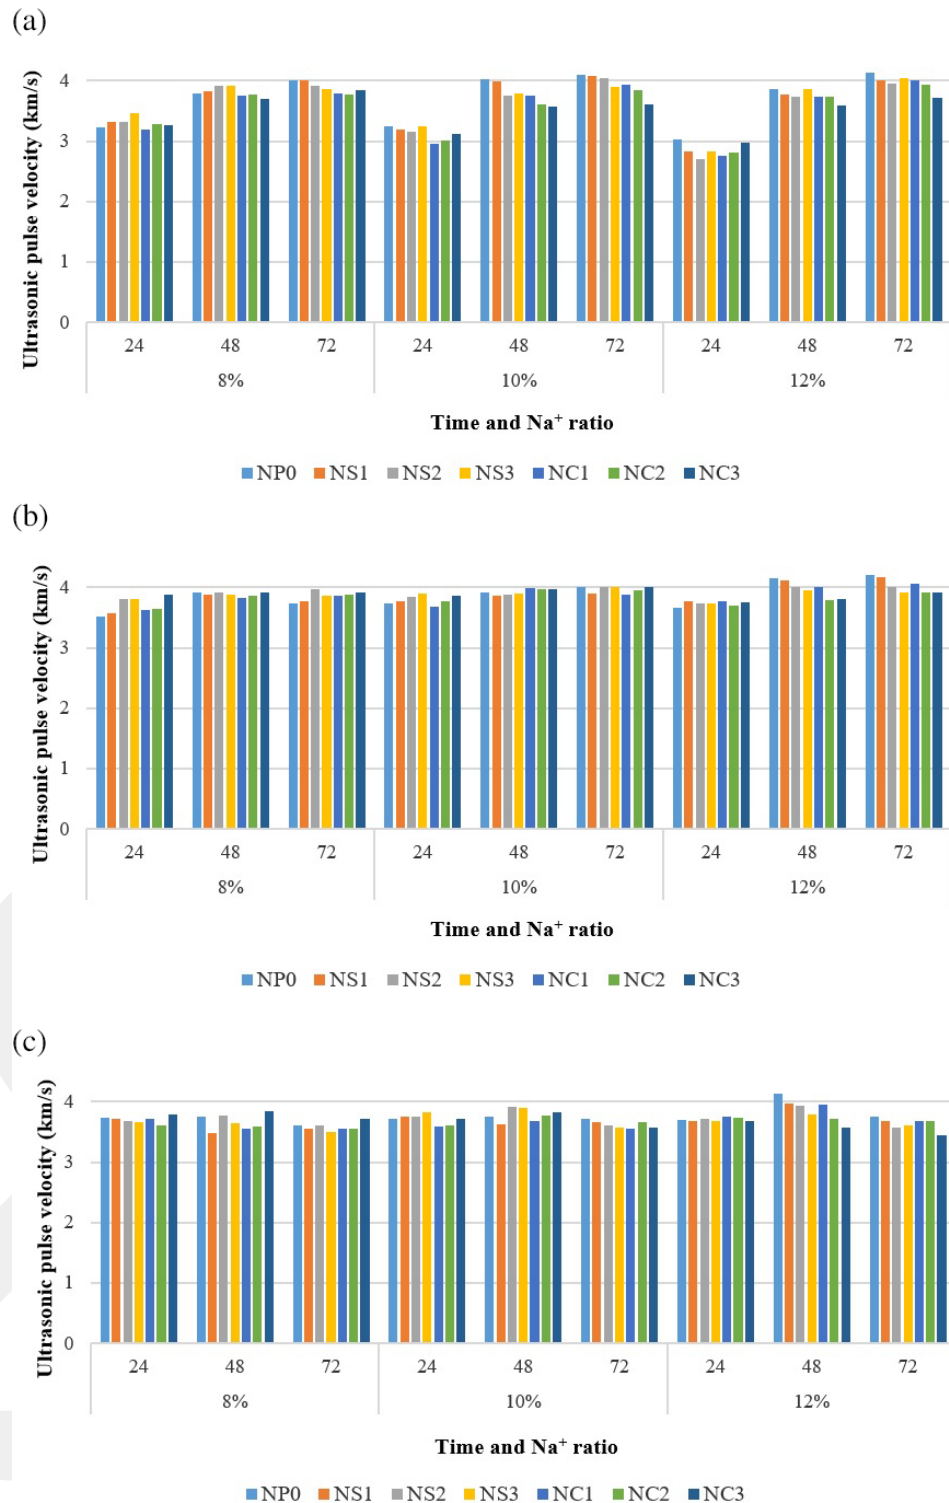 (a)
Ultrasonic pulse velocity (km/s)
4
3
2
1
0
24 48 72 24 48 72 24 48 72
8% 10% 12%
Time and Na⁺ ratio
NP0 NS1 NS2 NS3 NC1 NC2 NC3
(b)
Ultrasonic pulse velocity (km/s)
4
3
2
1
0
24 48 72 24 48 72 24 48 72
8% 10% 12%
Time and Na⁺ ratio
NP0 NS1 NS2 NS3 NC1 NC2 NC3
(c)
Ultrasonic pulse velocity (km/s)
4
3
2
1
0
24 48 72 24 48 72 24 48 72
8% 10% 12%
Time and Na⁺ ratio
NP0 NS1 NS2 NS3 NC1 NC2 NC3